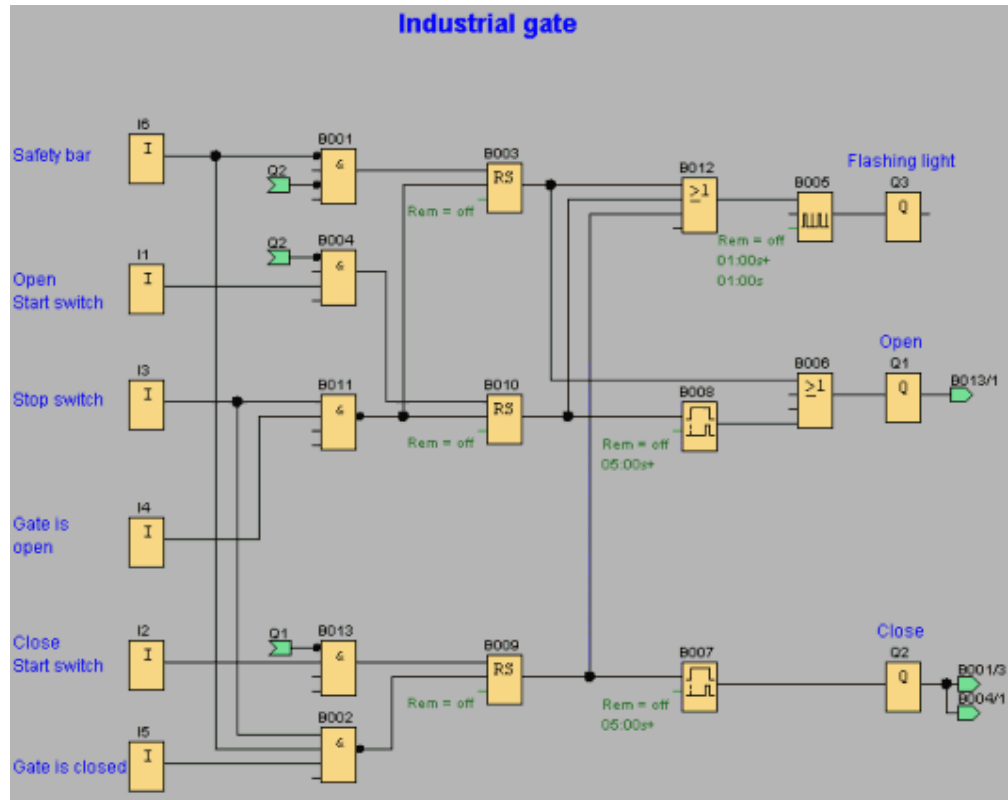 Industrial gate
I6
I
Safety bar
B001
&
Q2
B003
RS
Rem = off
B012
≥1
B005
Rem = off
01:00s+
01:00s
Flashing light
Q3
Q
Q2
B004
&
I1
I
Open
Start switch
I3
I
Stop switch
B011
&
B010
RS
Rem = off
B008
Rem = off
05:00s+
B006
≥1
Open
Q1
Q
B013/1
I4
I
Gate is
open
I2
I
Close
Start switch
Q1
B013
&
B009
RS
Rem = off
B007
Rem = off
05:00s+
Close
Q2
Q
B001/3
B004/1
B002
&
I5
I
Gate is closed